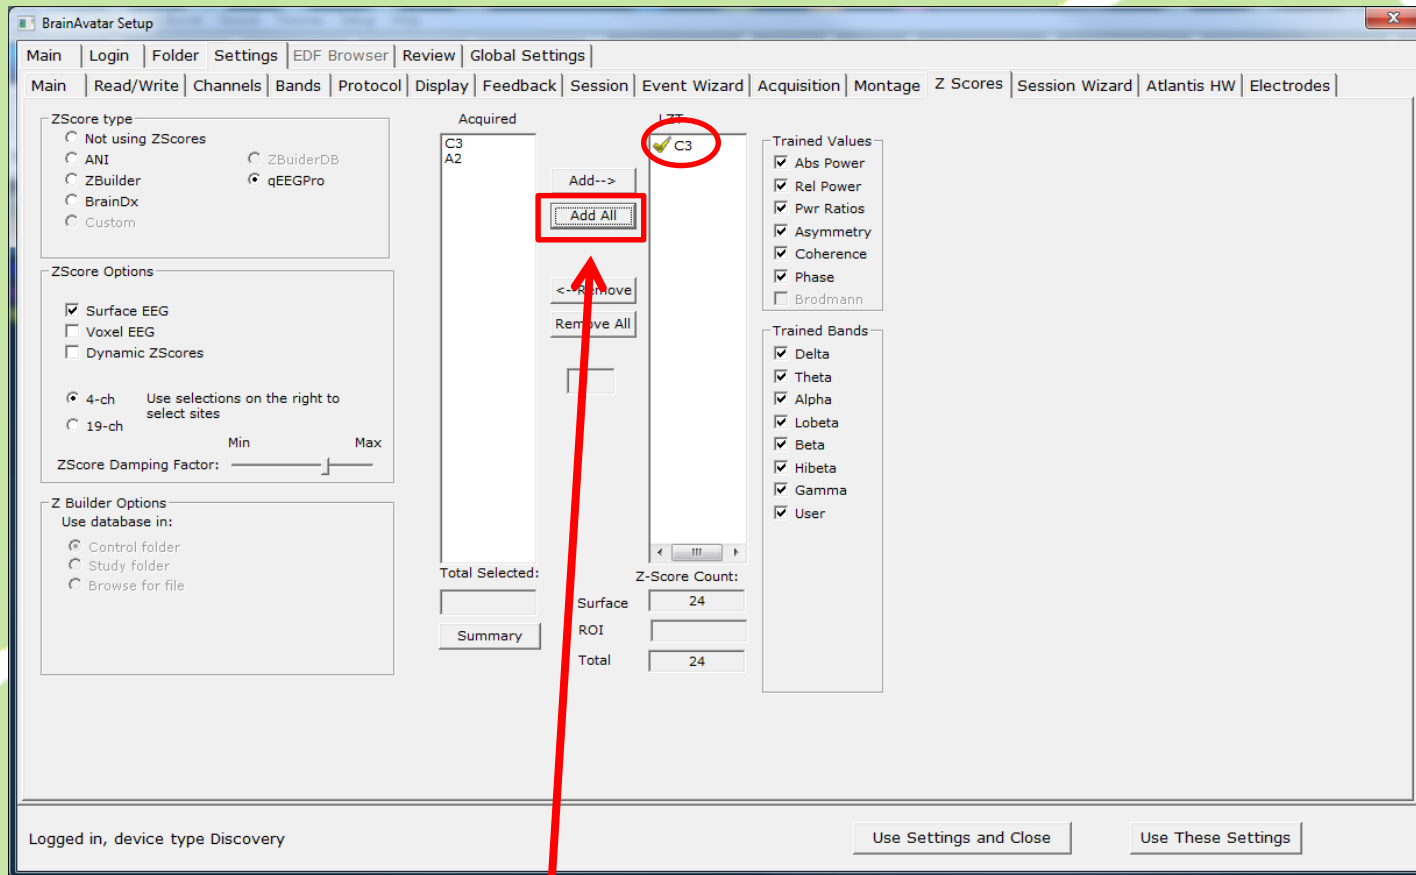 BrainAvatar Setup
Main Login Folder Settings EDF Browser Review Global Settings
Main Read/Write Channels Bands Protocol Display Feedback Session Event Wizard Acquisition Montage Z Scores Session Wizard Atlantis HW Electrodes
ZScore type
Not using ZScores
ANI ZBuiderDB
ZBuilder qEEGPro
BrainDx
Custom
ZScore Options
Surface EEG
Voxel EEG
Dynamic ZScores
4-ch Use selections on the right to
select sites
19-ch
Min Max
ZScore Damping Factor:
Z Builder Options
Use database in:
Control folder
Study folder
Browse for file
Acquired
C3
A2
Total Selected:
Summary
Add-->
Add All
<--Remove
Remove All
LZT
C3
Z-Score Count:
Surface 24
ROI
Total 24
Trained Values
Abs Power
Rel Power
Pwr Ratios
Asymmetry
Coherence
Phase
Brodmann
Trained Bands
Delta
Theta
Alpha
Lobeta
Beta
Hibeta
Gamma
User
Logged in, device type Discovery
Use Settings and Close
Use These Settings